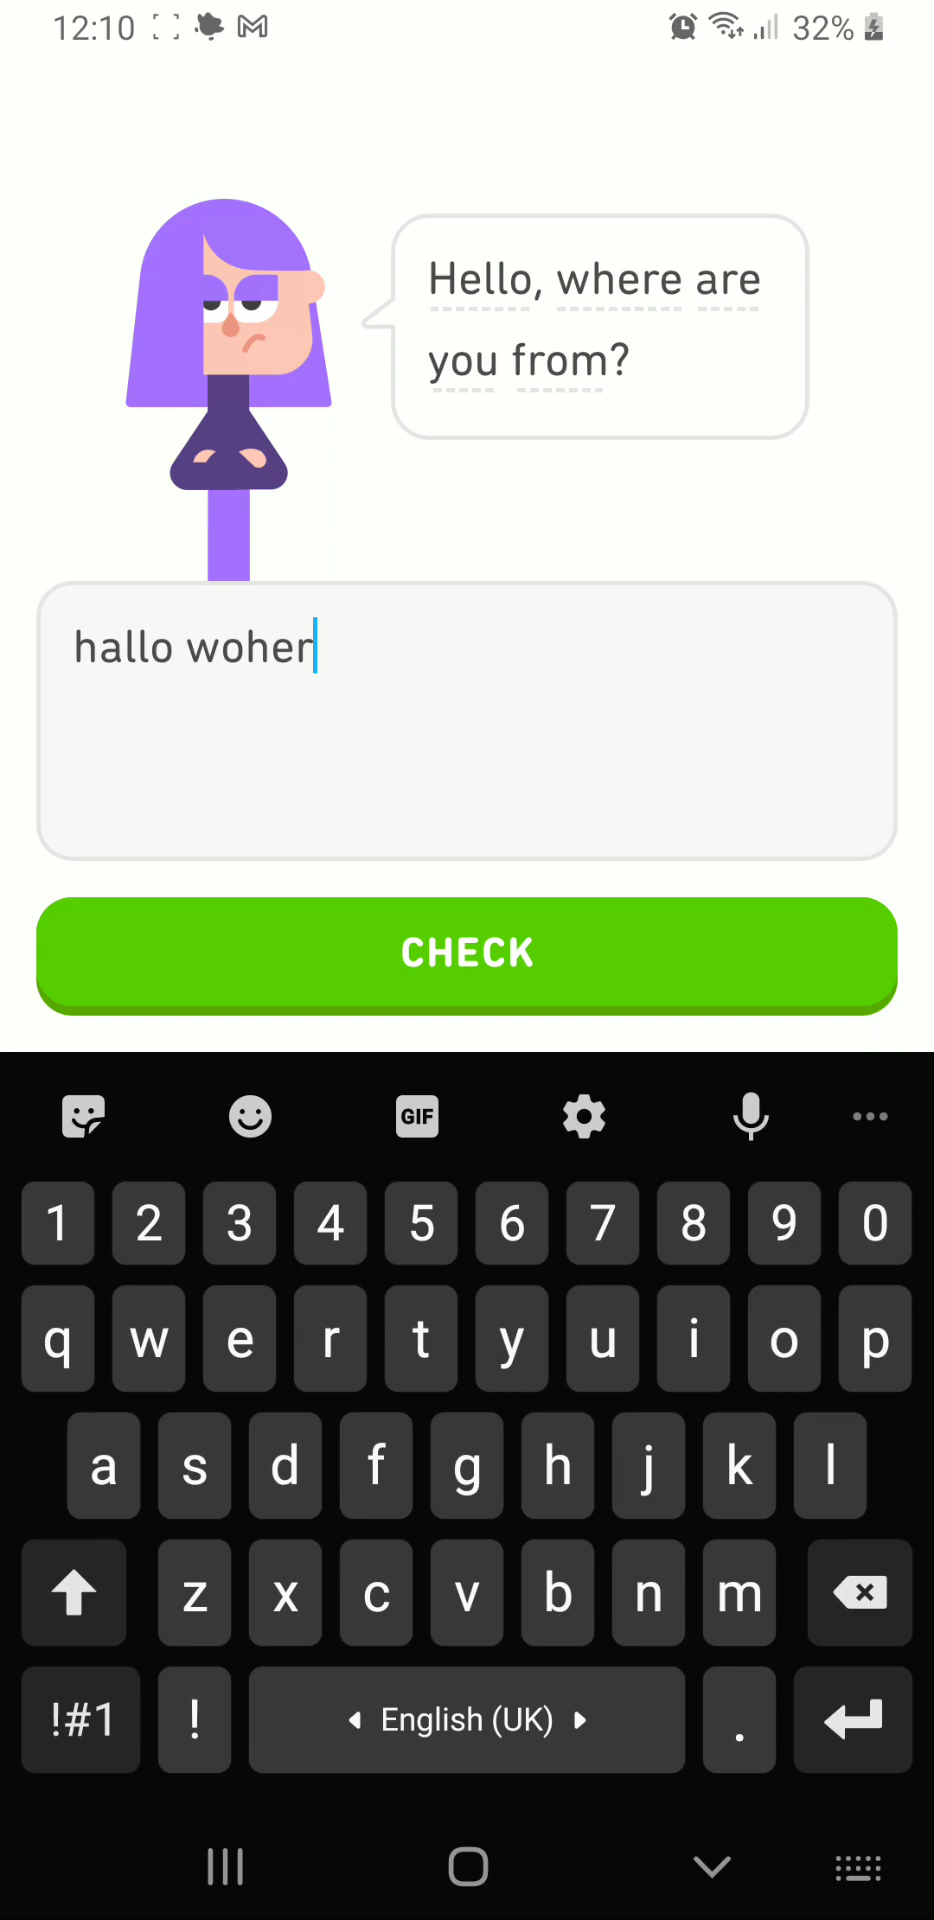 12:10 32%
Hello, where are
you from?
hallo woher
CHECK
GIF
1 2 3 4 5 6 7 8 9 0
q w e r t y u i o p
a s d f g h j k l
z x c v b n m
!#1 ! English (UK) .